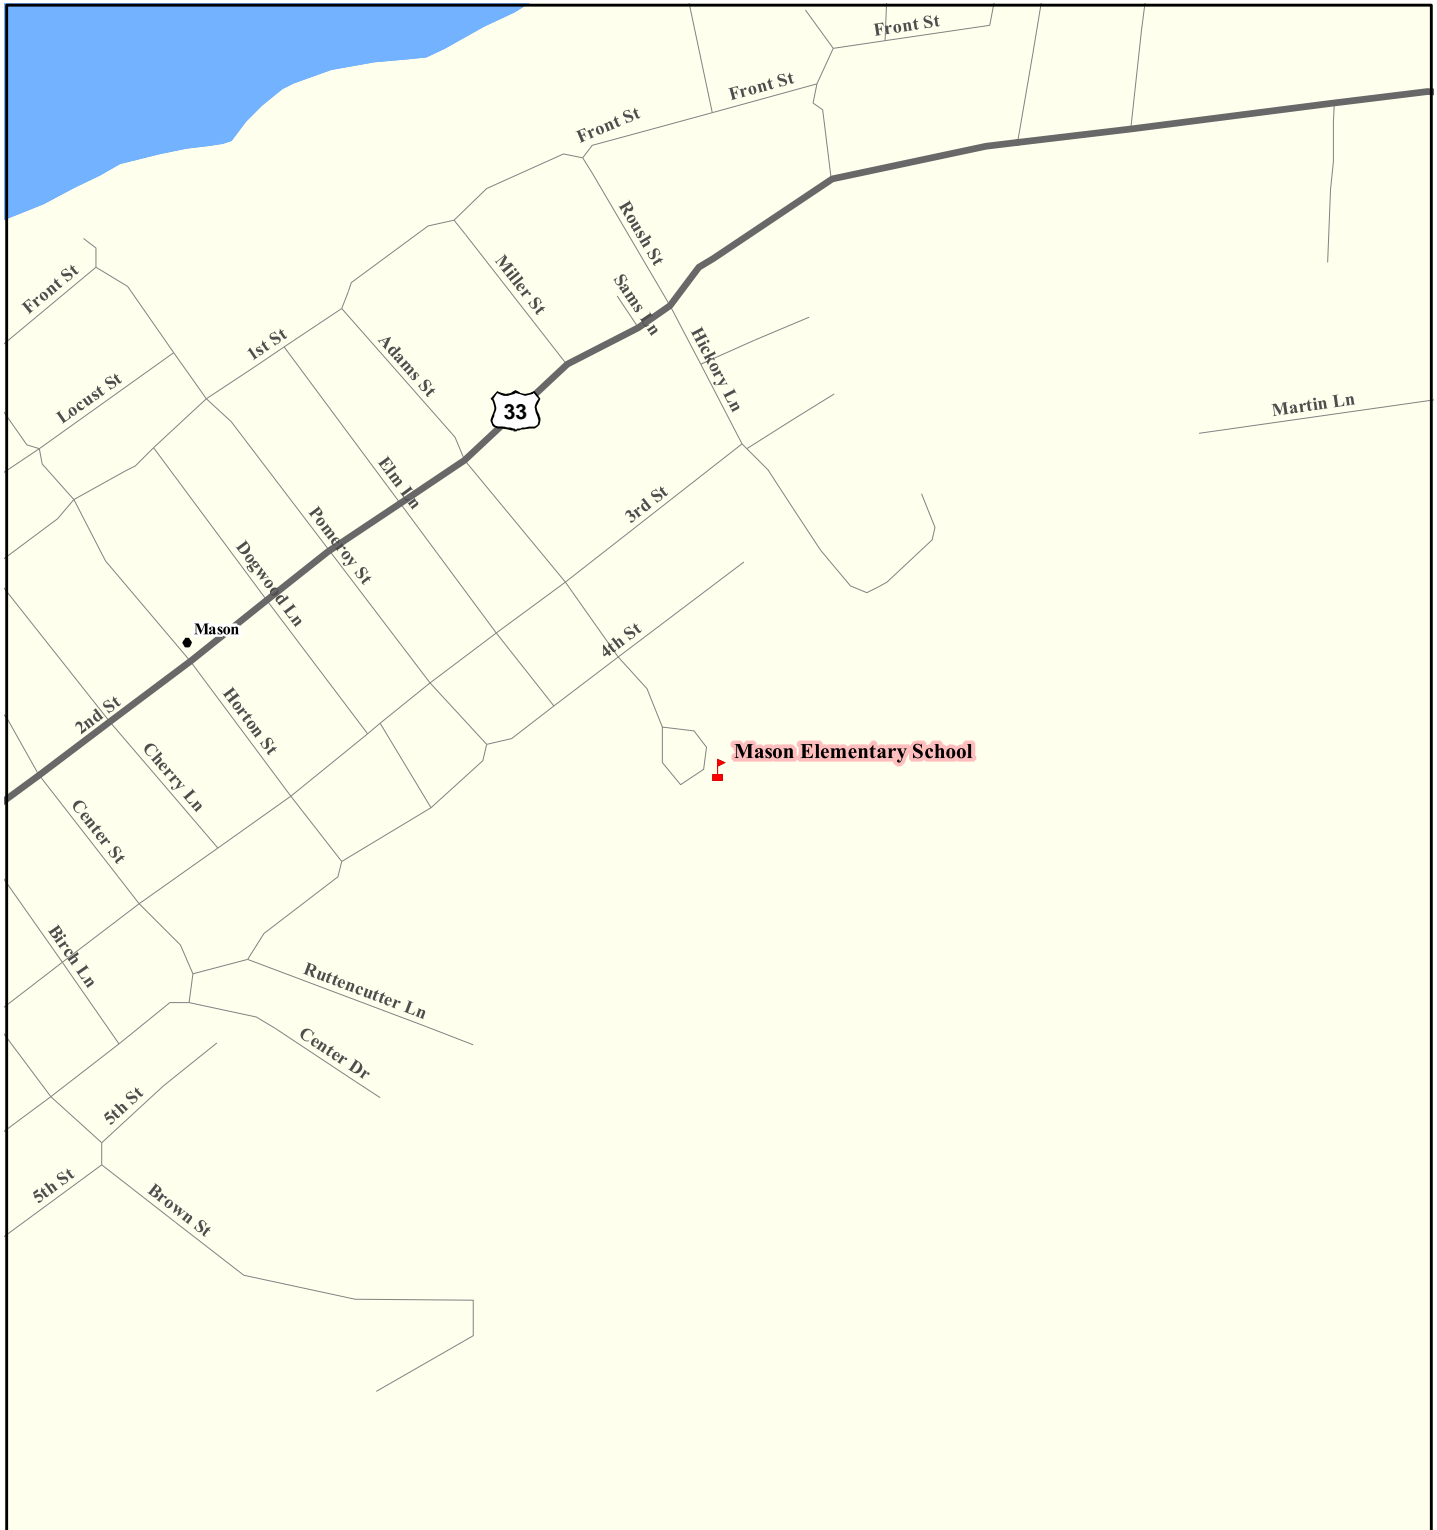 Front St
Front St
Front St
Roush St
Miller St
Sams Ln
Front St
1st St
Adams St
Hickory Ln
Locust St
33
Martin Ln
Elm Ln
3rd St
Pomeroy St
Dogwood Ln
Mason
4th St
2nd St
Horton St
Cherry Ln
Mason Elementary School
Center St
Birch Ln
Ruttencutter Ln
Center Dr
5th St
5th St
Brown St